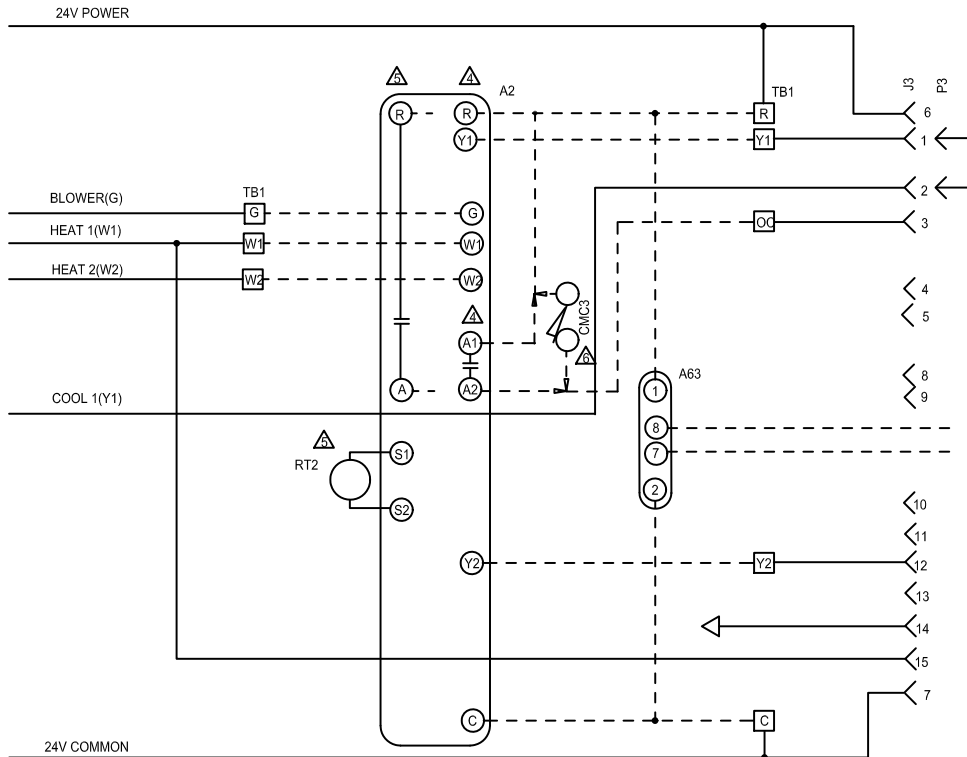 24V POWER
5
4
A2
J3
P3
R
R
TB1
R
6
Y1
Y1
1
BLOWER(G)
TB1
2
G
G
OC
3
HEAT 1(W1)
W1
W1
HEAT 2(W2)
W2
W2
4
CMC3
5
4
A1
6
A
A2
A63
8
1
9
COOL 1(Y1)
8
5
S1
7
RT2
2
10
S2
11
Y2
Y2
12
13
14
15
7
C
C
24V COMMON